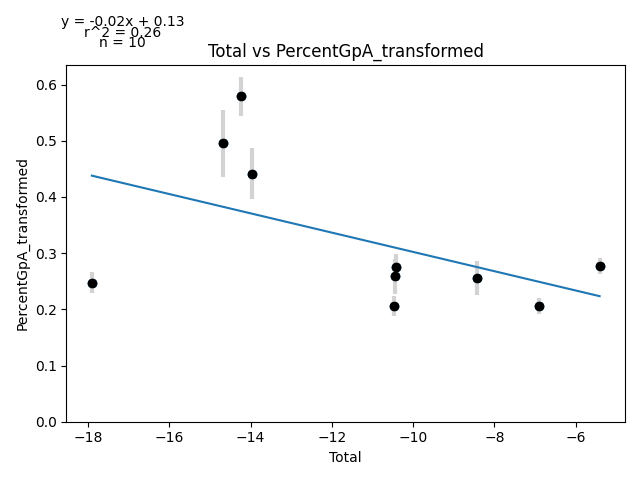 y = -0.02x + 0.13
r^2 = 0.26
n = 10
Total vs PercentGpA_transformed
0.6
0.5
0.4
0.3
0.2
0.1
0.0
PercentGpA_transformed
−18 −16 −14 −12 −10 −8 −6
Total